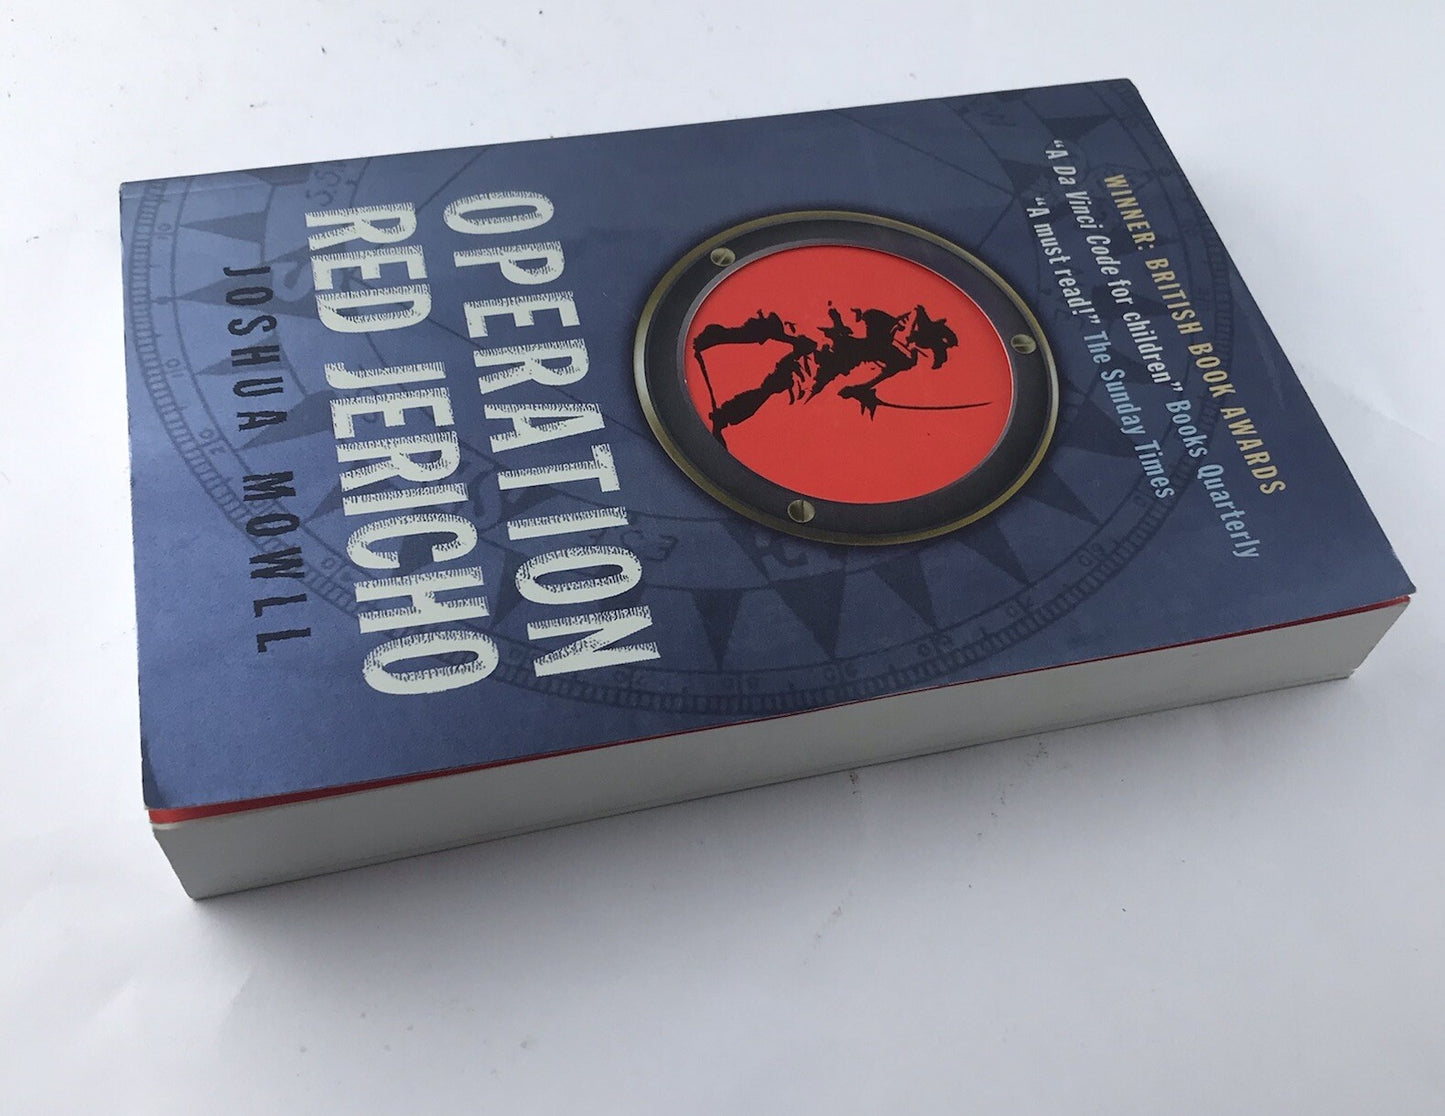 WINNER: BRITISH BOOK AWARDS
“A Da Vinci Code for children” Books Quarterly
“A must read!” The Sunday Times
OPERATION
RED JERICHO
JOSHUA MOWLL